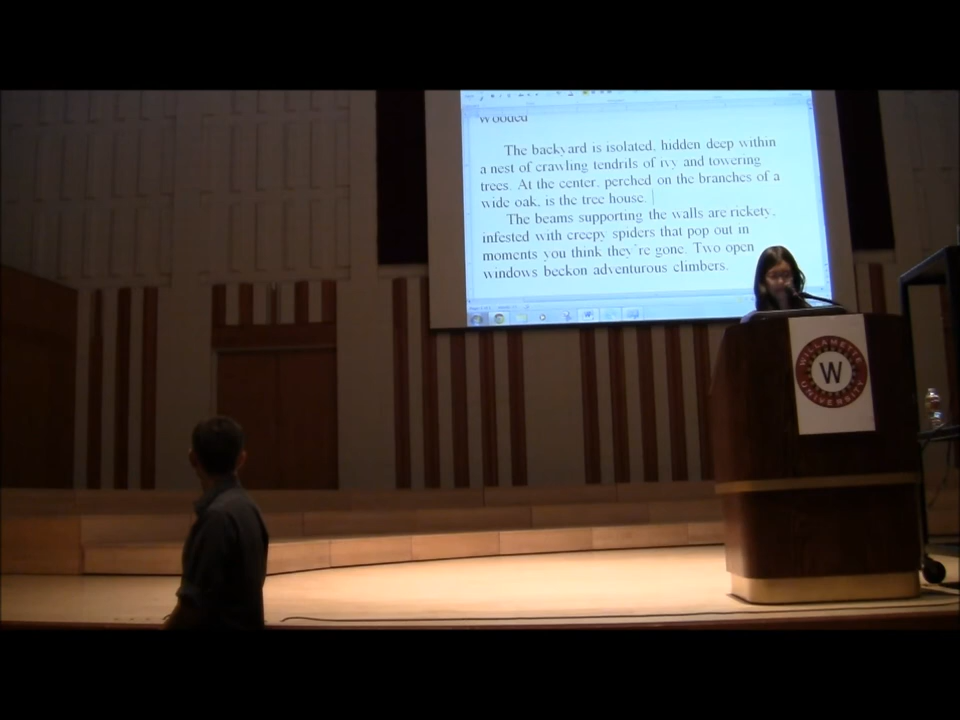 Wooded
The backyard is isolated, hidden deep within
a nest of crawling tendrils of ivy and towering
trees. At the center, perched on the branches of a
wide oak, is the tree house.
The beams supporting the walls are rickety,
infested with creepy spiders that pop out in
moments you think they're gone. Two open
windows beckon adventurous climbers.
WILLAMETTE
W
UNIVERSITY